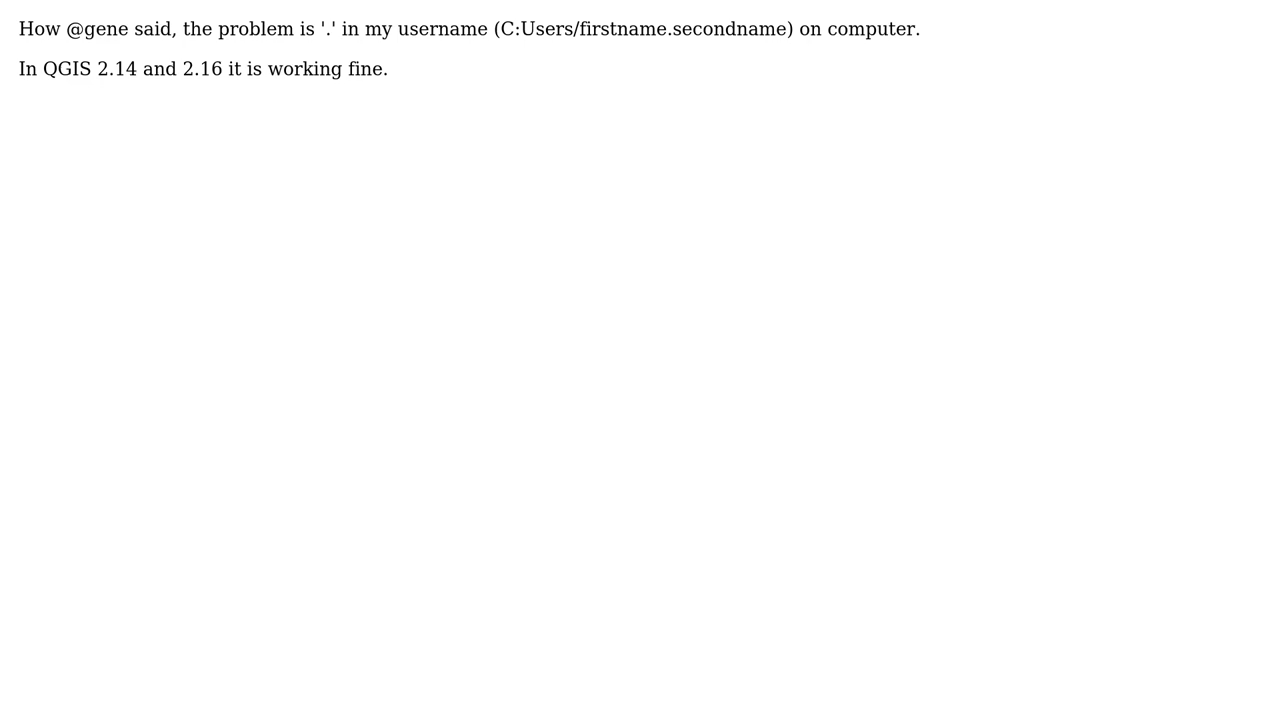 How @gene said, the problem is '.' in my username (C:Users/firstname.secondname) on computer.
In QGIS 2.14 and 2.16 it is working fine.